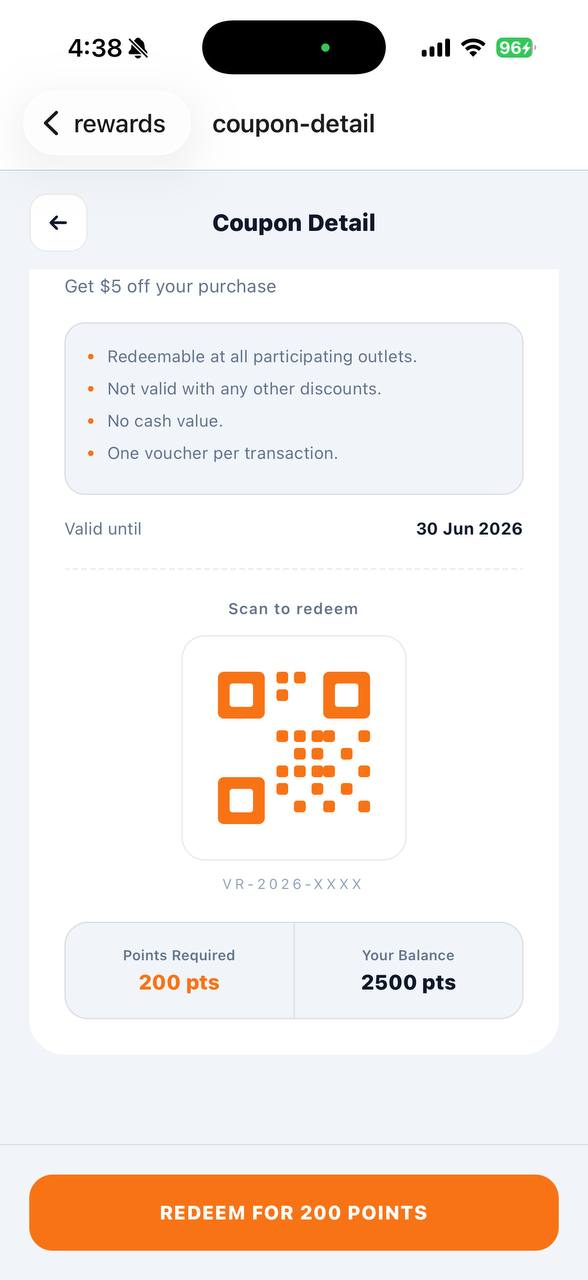 4:38
96
rewards
coupon-detail
Coupon Detail
Get $5 off your purchase
Redeemable at all participating outlets.
Not valid with any other discounts.
No cash value.
One voucher per transaction.
Valid until 30 Jun 2026
Scan to redeem
VR-2026-XXXX
Points Required
200 pts
Your Balance
2500 pts
REDEEM FOR 200 POINTS